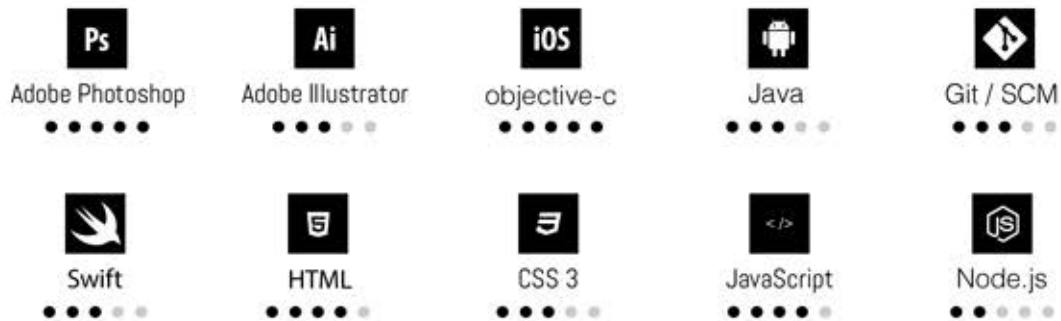 Ps Ai iOS
Adobe Photoshop Adobe Illustrator objective-c Java Git / SCM
5 3 </> JS
Swift HTML CSS 3 JavaScript Node.js